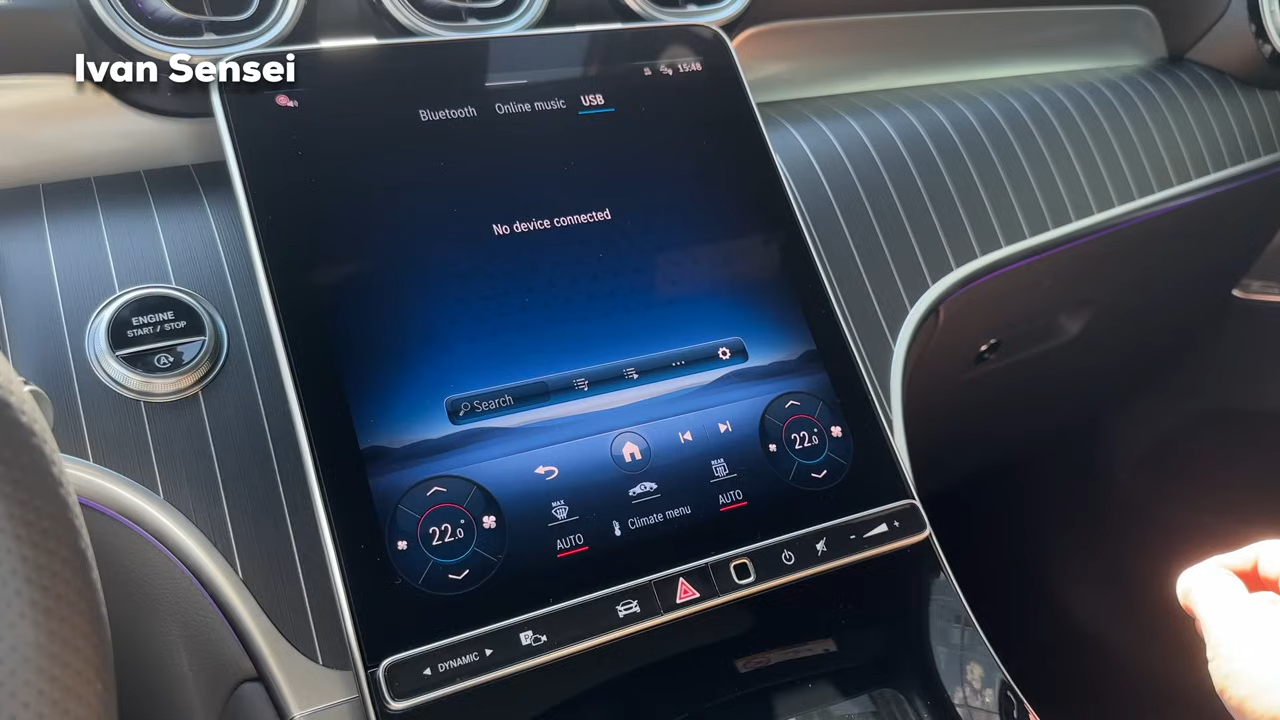 Ivan Sensei
15:48
Bluetooth Online music USB
No device connected
ENGINE
START / STOP
A
Search
22.0°
22.0°
MAX
REAR
AUTO
AUTO
Climate menu
DYNAMIC
P
- +